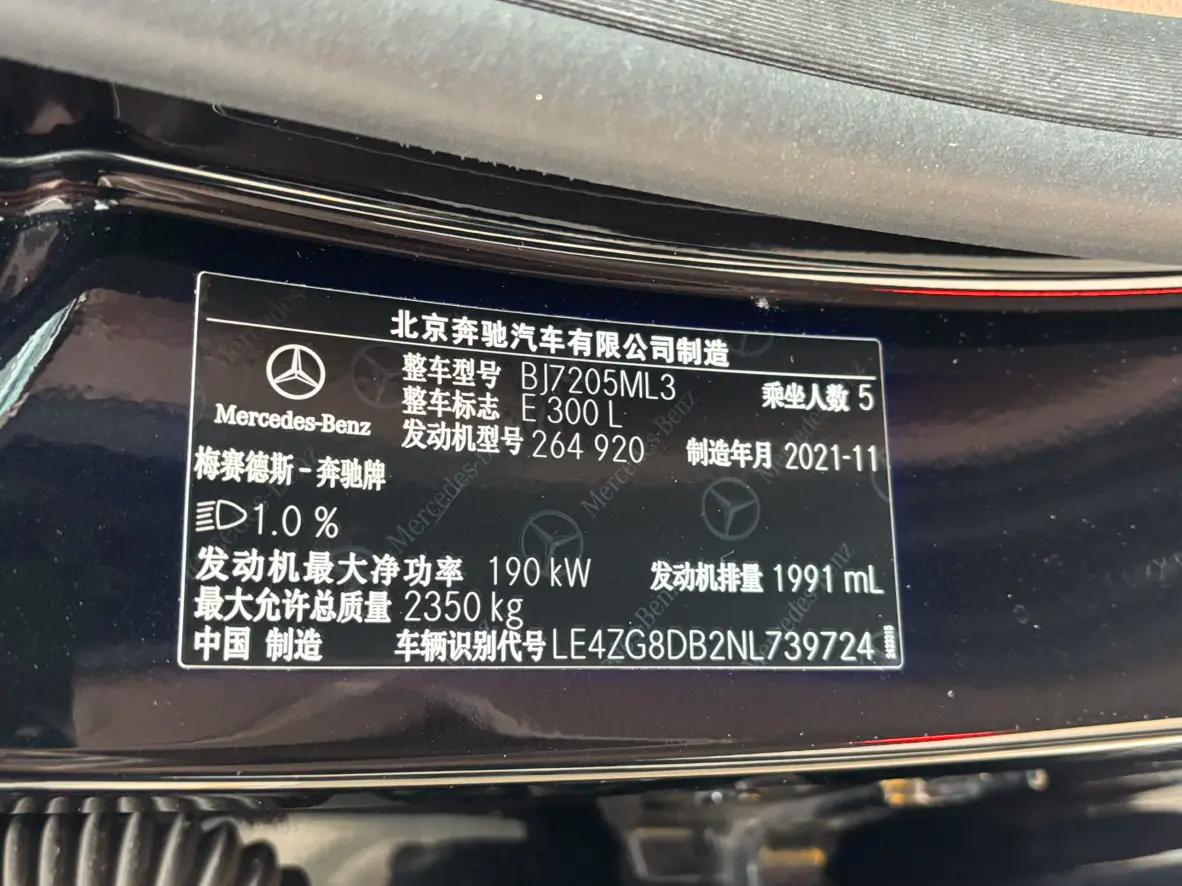 北京奔驰汽车有限公司制造
Mercedes-Benz
整车型号 BJ7205ML3 乘坐人数 5
整车标志 E 300 L
发动机型号 264 920 制造年月 2021-11
梅赛德斯-奔驰牌
1.0 %
发动机最大净功率 190 kW 发动机排量 1991 mL
最大允许总质量 2350 kg
中国 制造 车辆识别代号 LE4ZG8DB2NL739724